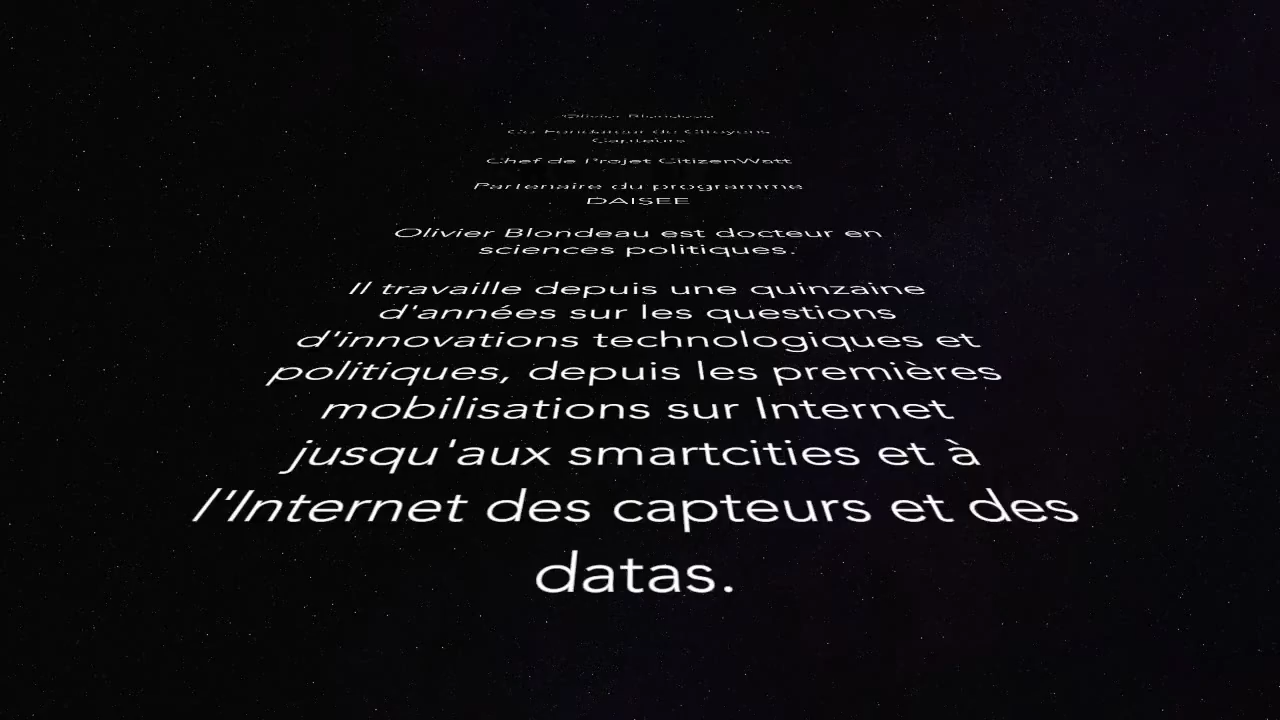 Olivier Blondeau
Co-Fondateur de Citoyens
Capteurs
Chef de Projet CitizenWatt
Partenaire du programme
DAISEE
Olivier Blondeau est docteur en
sciences politiques.
Il travaille depuis une quinzaine
d'années sur les questions
d'innovations technologiques et
politiques, depuis les premières
mobilisations sur Internet
jusqu'aux smartcities et à
l'Internet des capteurs et des
datas.